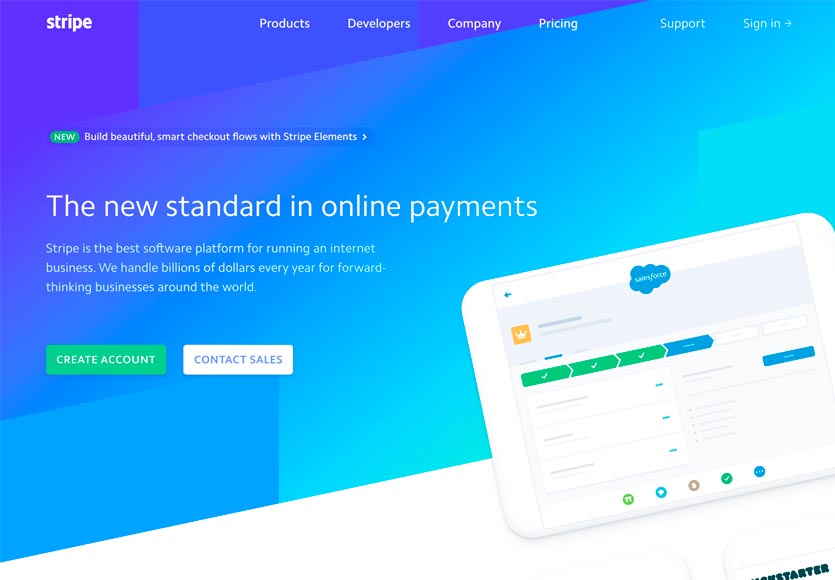 stripe
Products Developers Company Pricing Support Sign in →
NEW Build beautiful, smart checkout flows with Stripe Elements >
The new standard in online payments
Stripe is the best software platform for running an internet
business. We handle billions of dollars every year for forward-
thinking businesses around the world.
CREATE ACCOUNT CONTACT SALES
salesforce